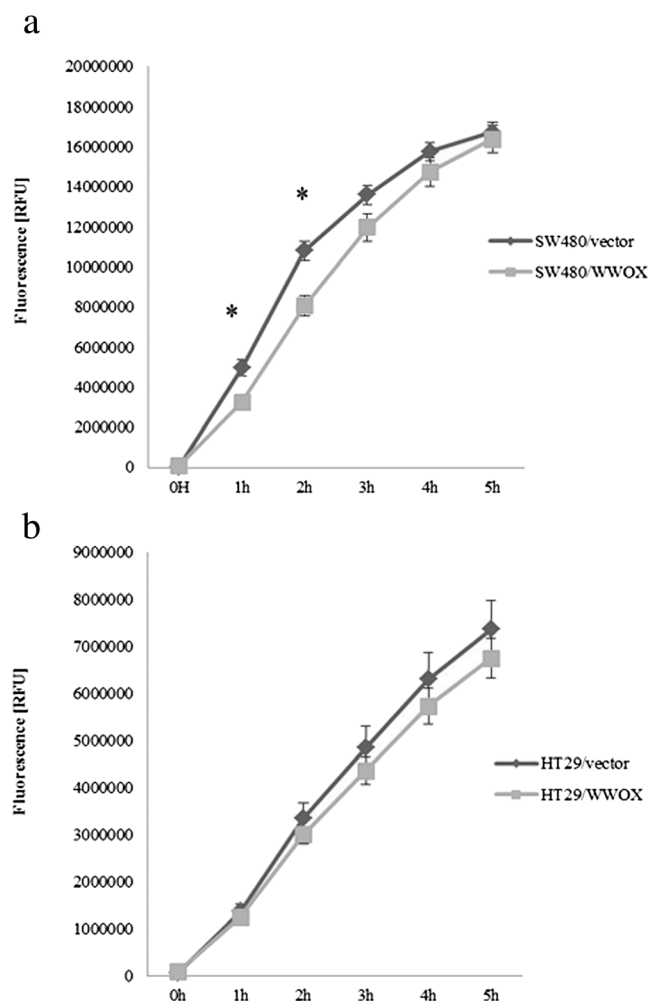 a
20000000
18000000
16000000
14000000
12000000
10000000
8000000
6000000
4000000
2000000
0
Fluorescence [RFU]
*
*
0H 1h 2h 3h 4h 5h
SW480/vector
SW480/WWOX
b
9000000
8000000
7000000
6000000
5000000
4000000
3000000
2000000
1000000
0
Fluorescence [RFU]
0h 1h 2h 3h 4h 5h
HT29/vector
HT29/WWOX